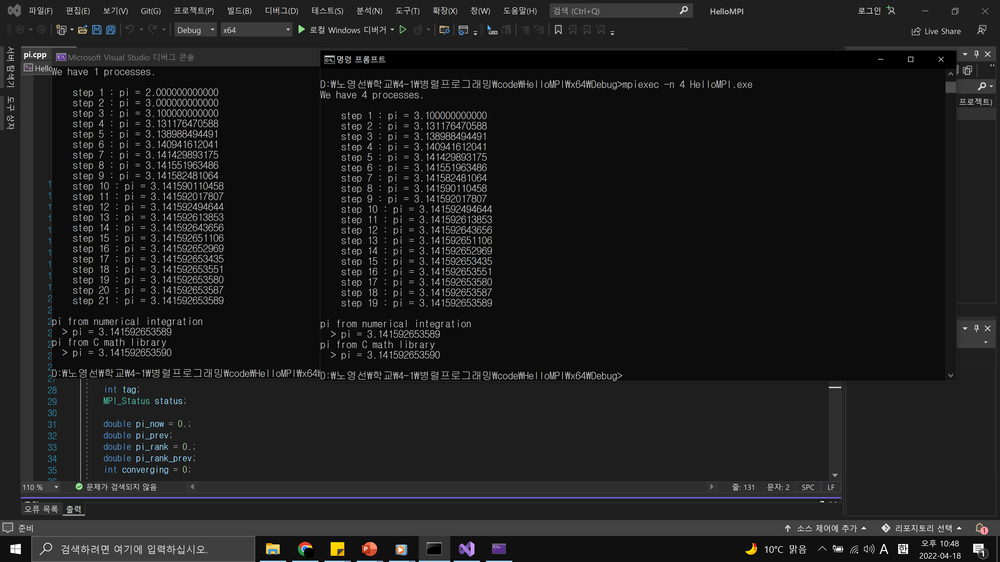 파일(F) 편집(E) 보기(V) Git(G) 프로젝트(P) 빌드(B) 디버그(D) 테스트(S) 분석(N) 도구(T) 확장(X) 창(W) 도움말(H) 검색 (Ctrl+Q) HelloMPI 로그인
Debug x64 로컬 Windows 디버거 Live Share
서버 탐색기
도구 상자
pi.cpp
Hello
Microsoft Visual Studio 디버그 콘솔
We have 1 processes.
step 1 : pi = 2.000000000000
step 2 : pi = 3.000000000000
step 3 : pi = 3.100000000000
step 4 : pi = 3.131176470588
step 5 : pi = 3.138988494491
step 6 : pi = 3.140941612041
step 7 : pi = 3.141429893175
step 8 : pi = 3.141551963486
step 9 : pi = 3.141582481064
step 10 : pi = 3.141590110458
step 11 : pi = 3.141592017807
step 12 : pi = 3.141592494644
step 13 : pi = 3.141592613853
step 14 : pi = 3.141592643656
step 15 : pi = 3.141592651106
step 16 : pi = 3.141592652969
step 17 : pi = 3.141592653435
step 18 : pi = 3.141592653551
step 19 : pi = 3.141592653580
step 20 : pi = 3.141592653587
step 21 : pi = 3.141592653589
pi from numerical integration
> pi = 3.141592653589
pi from C math library
> pi = 3.141592653590
D:₩노영선₩학교₩4-1₩병렬프로그래밍₩code₩HelloMPI₩x64₩
명령 프롬프트
D:₩노영선₩학교₩4-1₩병렬프로그래밍₩code₩HelloMPI₩x64₩Debug>mpiexec -n 4 HelloMPI.exe
We have 4 processes.
step 1 : pi = 3.100000000000
step 2 : pi = 3.131176470588
step 3 : pi = 3.138988494491
step 4 : pi = 3.140941612041
step 5 : pi = 3.141429893175
step 6 : pi = 3.141551963486
step 7 : pi = 3.141582481064
step 8 : pi = 3.141590110458
step 9 : pi = 3.141592017807
step 10 : pi = 3.141592494644
step 11 : pi = 3.141592613853
step 12 : pi = 3.141592643656
step 13 : pi = 3.141592651106
step 14 : pi = 3.141592652969
step 15 : pi = 3.141592653435
step 16 : pi = 3.141592653551
step 17 : pi = 3.141592653580
step 18 : pi = 3.141592653587
step 19 : pi = 3.141592653589
pi from numerical integration
> pi = 3.141592653589
pi from C math library
> pi = 3.141592653590
D:₩노영선₩학교₩4-1₩병렬프로그래밍₩code₩HelloMPI₩x64₩Debug>
프로젝트)
27
28 int tag;
29 MPI_Status status;
30
31 double pi_now = 0.;
32 double pi_prev;
33 double pi_rank = 0.;
34 double pi_rank_prev;
35 int converging = 0;
110 % 문제가 검색되지 않음 줄: 131 문자: 2 SPC LF
오류 목록 출력
준비 소스 제어에 추가 리포지토리 선택 1
검색하려면 여기에 입력하십시오. 10°C 맑음 A 한 오후 10:48
2022-04-18 1